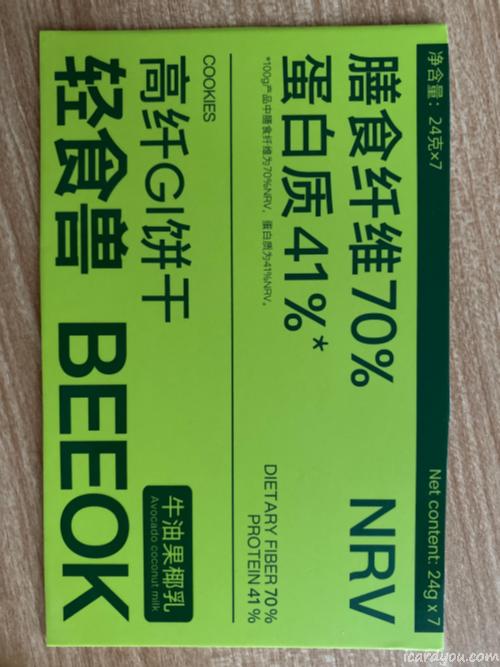 净含量: 24克x7
Net content: 24g x 7
膳食纤维70% NRV
蛋白质41%*
*100g产品中膳食纤维为70%NRV, 蛋白质为41%NRV。
DIETARY FIBER 70%
PROTEIN 41%
COOKIES
高纤GI饼干
轻食兽 BEEOK
牛油果椰乳
Avocado coconut milk
icardyou.com